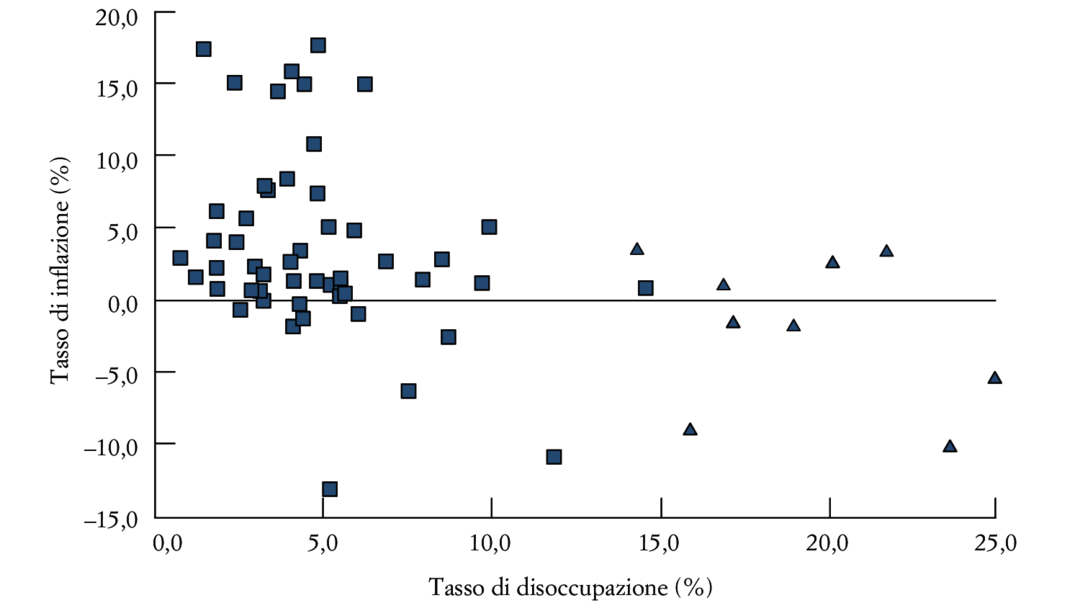 20,0
15,0
10,0
5,0
0,0
–5,0
–10,0
–15,0
Tasso di inflazione (%)
0,0 5,0 10,0 15,0 20,0 25,0
Tasso di disoccupazione (%)